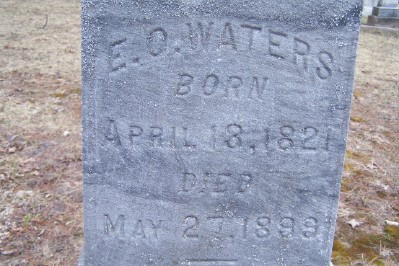 E. O. WATERS
BORN
APRIL 18, 1821
DIED
MAY 27, 1899